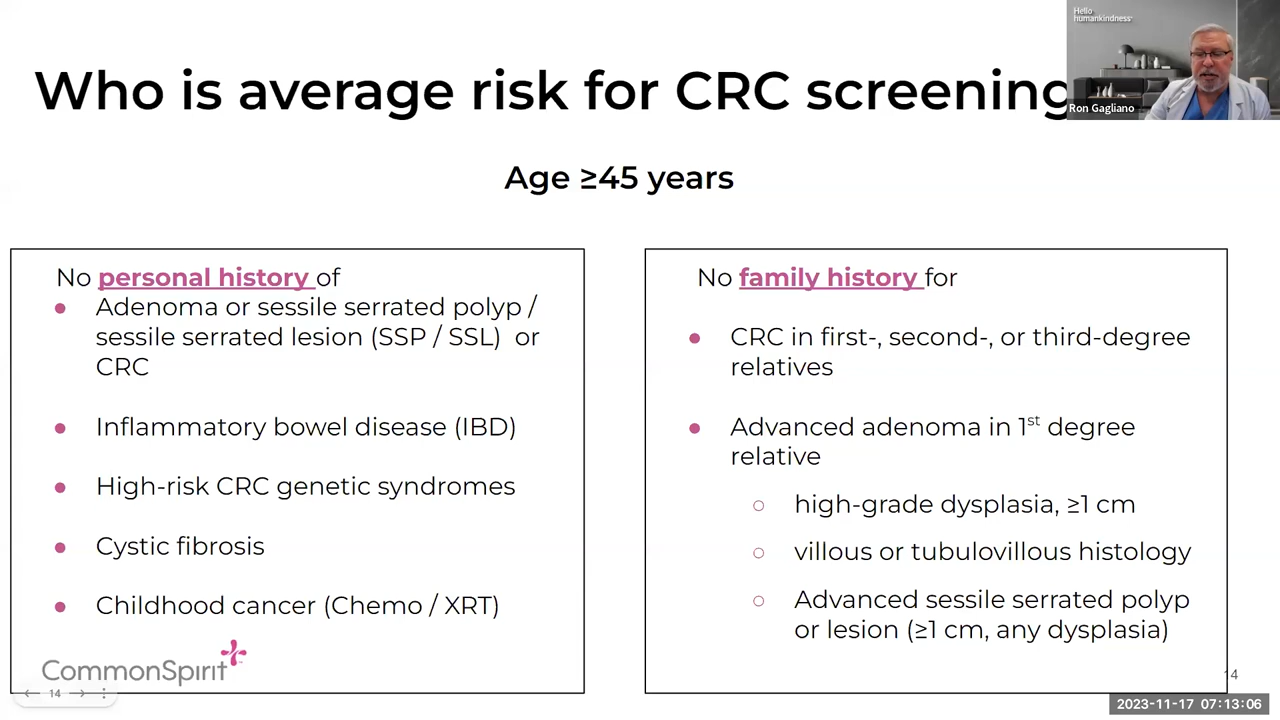 Hello
humankindness
Who is average risk for CRC screening
Ron Gagliano
Age ≥45 years
No personal history of
● Adenoma or sessile serrated polyp /
sessile serrated lesion (SSP / SSL) or
CRC
● Inflammatory bowel disease (IBD)
● High-risk CRC genetic syndromes
● Cystic fibrosis
● Childhood cancer (Chemo / XRT)
No family history for
● CRC in first-, second-, or third-degree
relatives
● Advanced adenoma in 1st degree
relative
○ high-grade dysplasia, ≥1 cm
○ villous or tubulovillous histology
○ Advanced sessile serrated polyp
or lesion (≥1 cm, any dysplasia)
CommonSpirit
14
14
2023-11-17 07:13:06